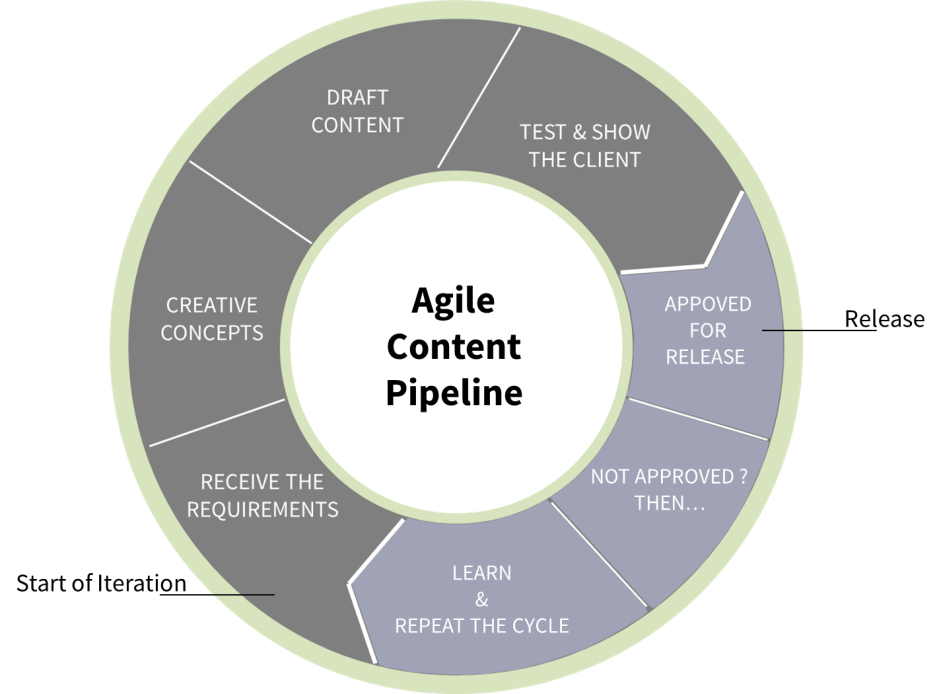 DRAFT
CONTENT
TEST & SHOW
THE CLIENT
CREATIVE
CONCEPTS
Agile
Content
Pipeline
APPOVED
FOR
RELEASE
Release
RECEIVE THE
REQUIREMENTS
NOT APPROVED ?
THEN...
Start of Iteration
LEARN
&
REPEAT THE CYCLE